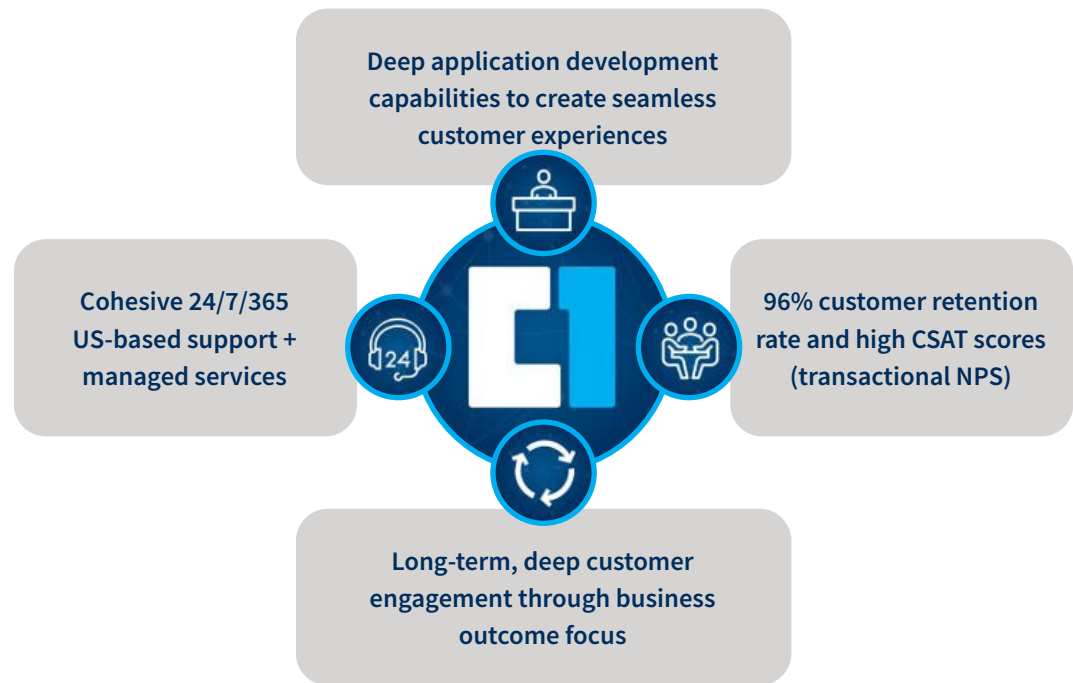 Deep application development
capabilities to create seamless
customer experiences
Cohesive 24/7/365
US-based support +
managed services
24
C1
96% customer retention
rate and high CSAT scores
(transactional NPS)
Long-term, deep customer
engagement through business
outcome focus